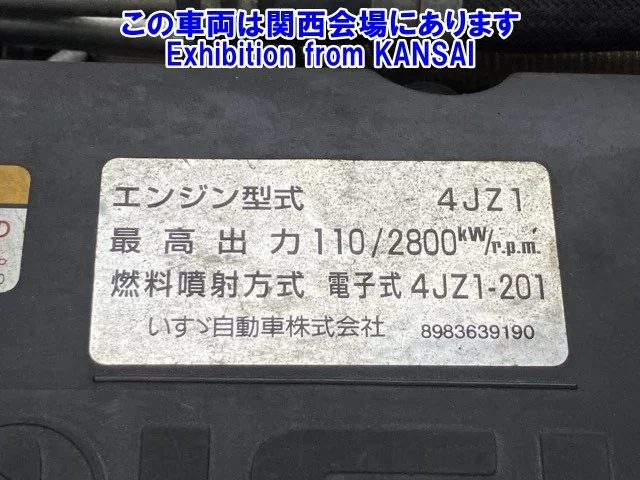 この車両は関西会場にあります
Exhibition from KANSAI
エンジン型式 4JZ1
最高出力 110/2800kW/r.p.m.
燃料噴射方式 電子式 4JZ1-201
いすゞ自動車株式会社 8983639190